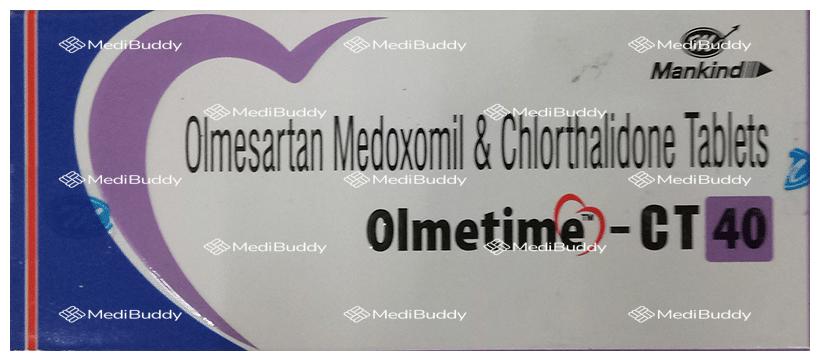 MediBuddy MediBuddy MediBuddy
Mankind
MediBuddy MediBuddy
Olmesartan Medoxomil & Chlorthalidone Tablets
MediBuddy MediBuddy MediBuddy
Olmetime™-CT 40
MediBuddy MediBuddy
MediBuddy MediBuddy MediBuddy